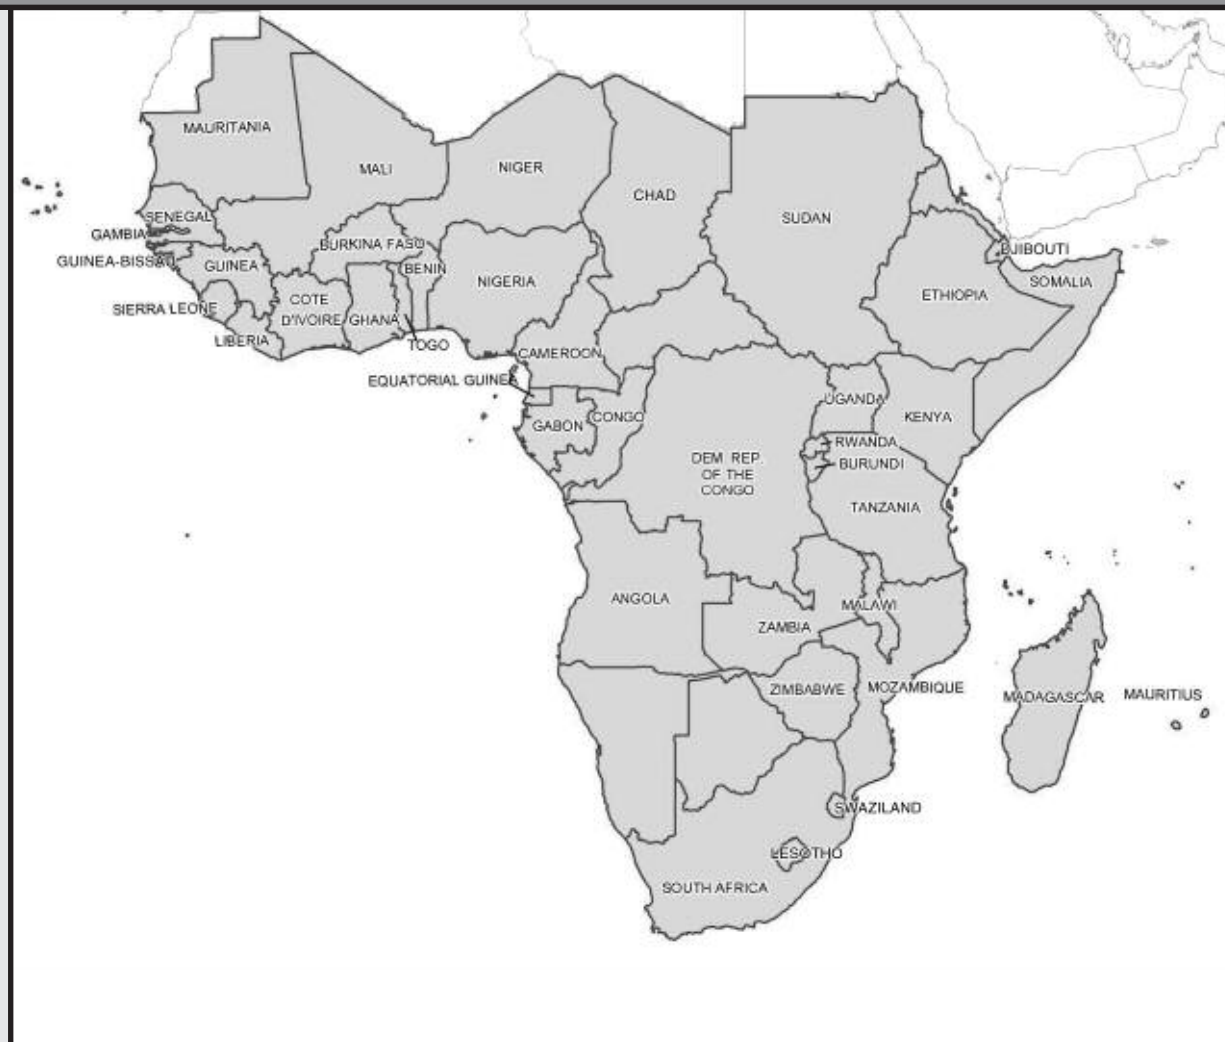 MAURITANIA
MALI
NIGER
CHAD
SUDAN
SENEGAL
GAMBIA
BURKINA FASO
DJIBOUTI
GUINEA-BISSAU
GUINEA
BENIN
NIGERIA
ETHIOPIA
SOMALIA
SIERRA LEONE
COTE
D'IVOIRE
GHANA
LIBERIA
TOGO
CAMEROON
EQUATORIAL GUINEA
UGANDA
GABON
CONGO
KENYA
RWANDA
DEM. REP.
OF THE
CONGO
BURUNDI
TANZANIA
ANGOLA
MALAWI
ZAMBIA
ZIMBABWE
MOZAMBIQUE
MADAGASCAR
MAURITIUS
SWAZILAND
LESOTHO
SOUTH AFRICA